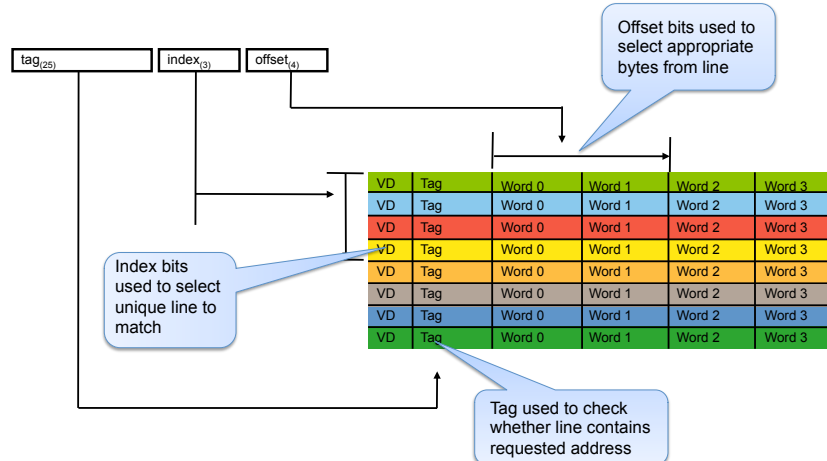 Offset bits used to
select appropriate
bytes from line
tag(25) index(3) offset(4)
VD Tag Word 0 Word 1 Word 2 Word 3
VD Tag Word 0 Word 1 Word 2 Word 3
VD Tag Word 0 Word 1 Word 2 Word 3
VD Tag Word 0 Word 1 Word 2 Word 3
VD Tag Word 0 Word 1 Word 2 Word 3
VD Tag Word 0 Word 1 Word 2 Word 3
VD Tag Word 0 Word 1 Word 2 Word 3
VD Tag Word 0 Word 1 Word 2 Word 3
Index bits
used to select
unique line to
match
Tag used to check
whether line contains
requested address